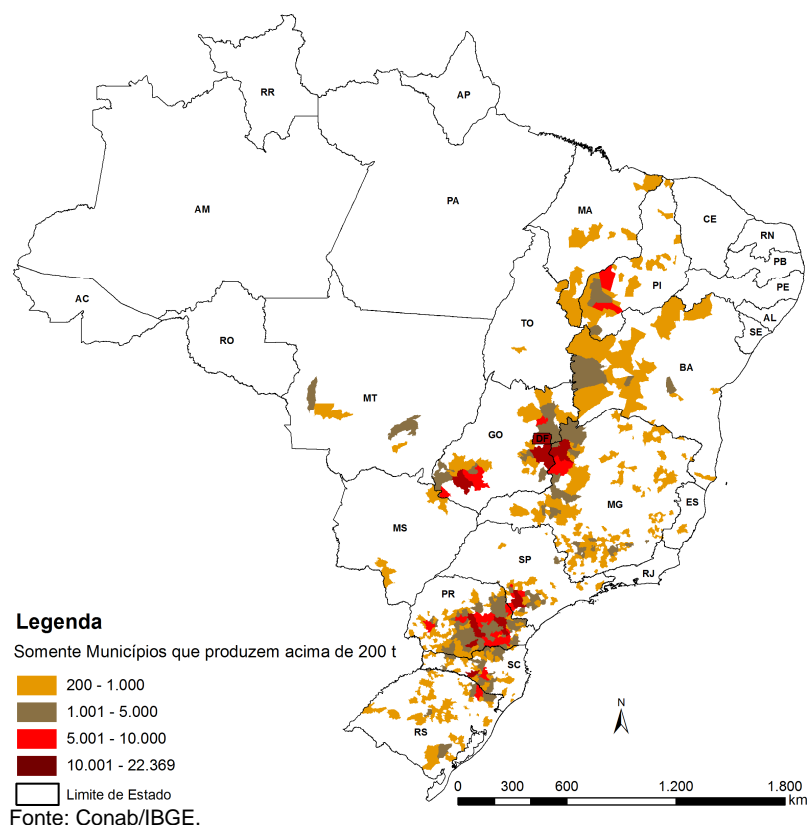 RR
AP
AM
PA
MA
CE
RN
PB
PE
AL
SE
PI
AC
TO
RO
BA
MT
GO
DF
MG
ES
MS
SP
RJ
PR
SC
RS
Legenda
Somente Municípios que produzem acima de 200 t
200 - 1.000
1.001 - 5.000
5.001 - 10.000
10.001 - 22.369
Limite de Estado
Fonte: Conab/IBGE.
N
0 300 600 1.200 1.800
km